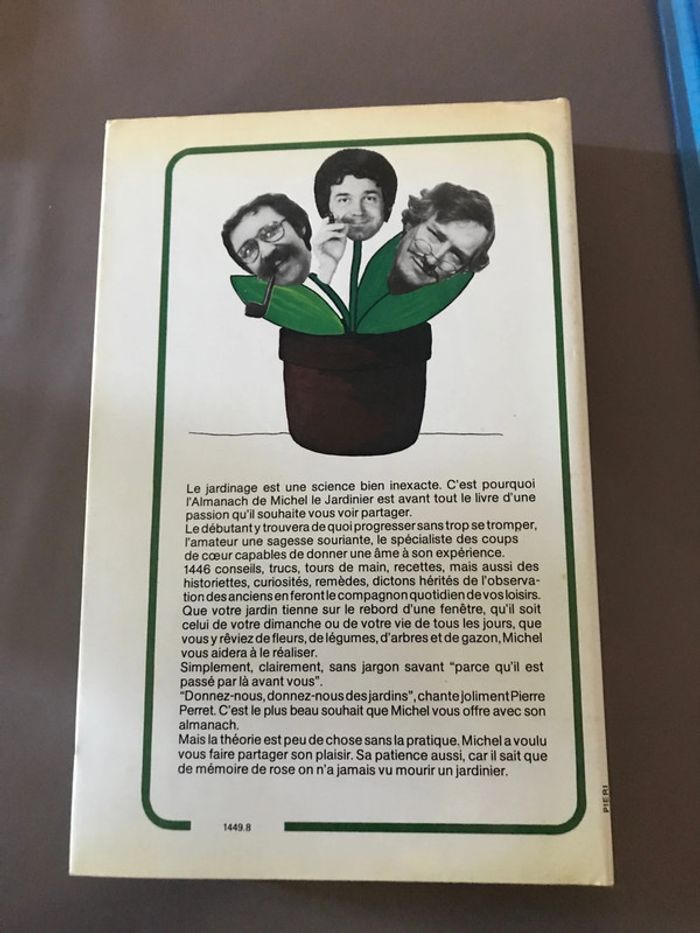 Le jardinage est une science bien inexacte. C'est pourquoi
l'Almanach de Michel le Jardinier est avant tout le livre d'une
passion qu'il souhaite vous voir partager.
Le débutant y trouvera de quoi progresser sans trop se tromper,
l'amateur une sagesse souriante, le spécialiste des coups
de cœur capables de donner une âme à son expérience.
1446 conseils, trucs, tours de main, recettes, mais aussi des
historiettes, curiosités, remèdes, dictons hérités de l'observa-
tion des anciens en feront le compagnon quotidien de vos loisirs.
Que votre jardin tienne sur le rebord d'une fenêtre, qu'il soit
celui de votre dimanche ou de votre vie de tous les jours, que
vous y rêviez de fleurs, de légumes, d'arbres et de gazon, Michel
vous aidera à le réaliser.
Simplement, clairement, sans jargon savant "parce qu'il est
passé par là avant vous".
"Donnez-nous, donnez-nous des jardins", chante joliment Pierre
Perret. C'est le plus beau souhait que Michel vous offre avec son
almanach.
Mais la théorie est peu de chose sans la pratique. Michel a voulu
vous faire partager son plaisir. Sa patience aussi, car il sait que
de mémoire de rose on n'a jamais vu mourir un jardinier.
1449.8
PIERI